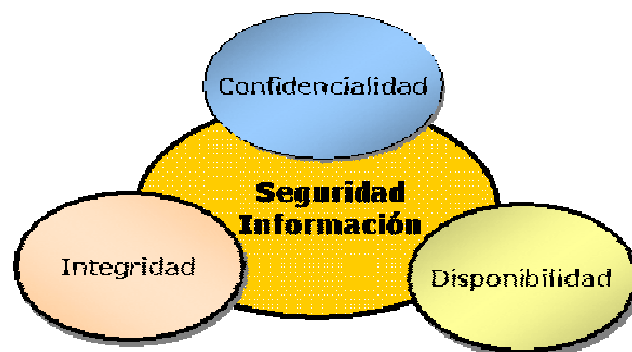 Confidencialidad
Seguridad
Información
Integridad
Disponibilidad